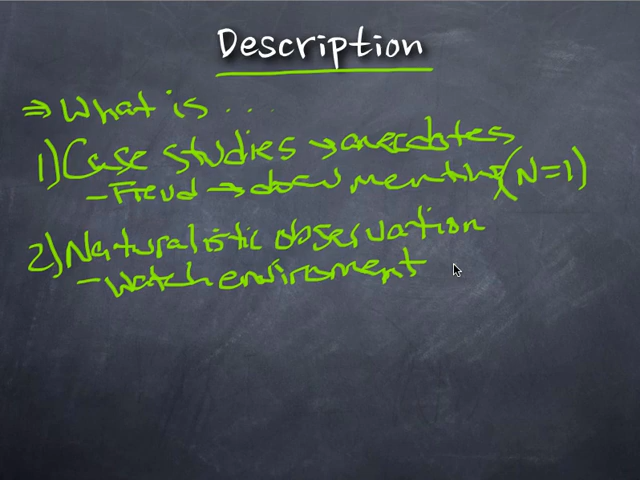 Description
⇒ What is ....
1) Case studies → anecdotes
- Freud → documenting (N=1)
2) Naturalistic observation
- Watch environment